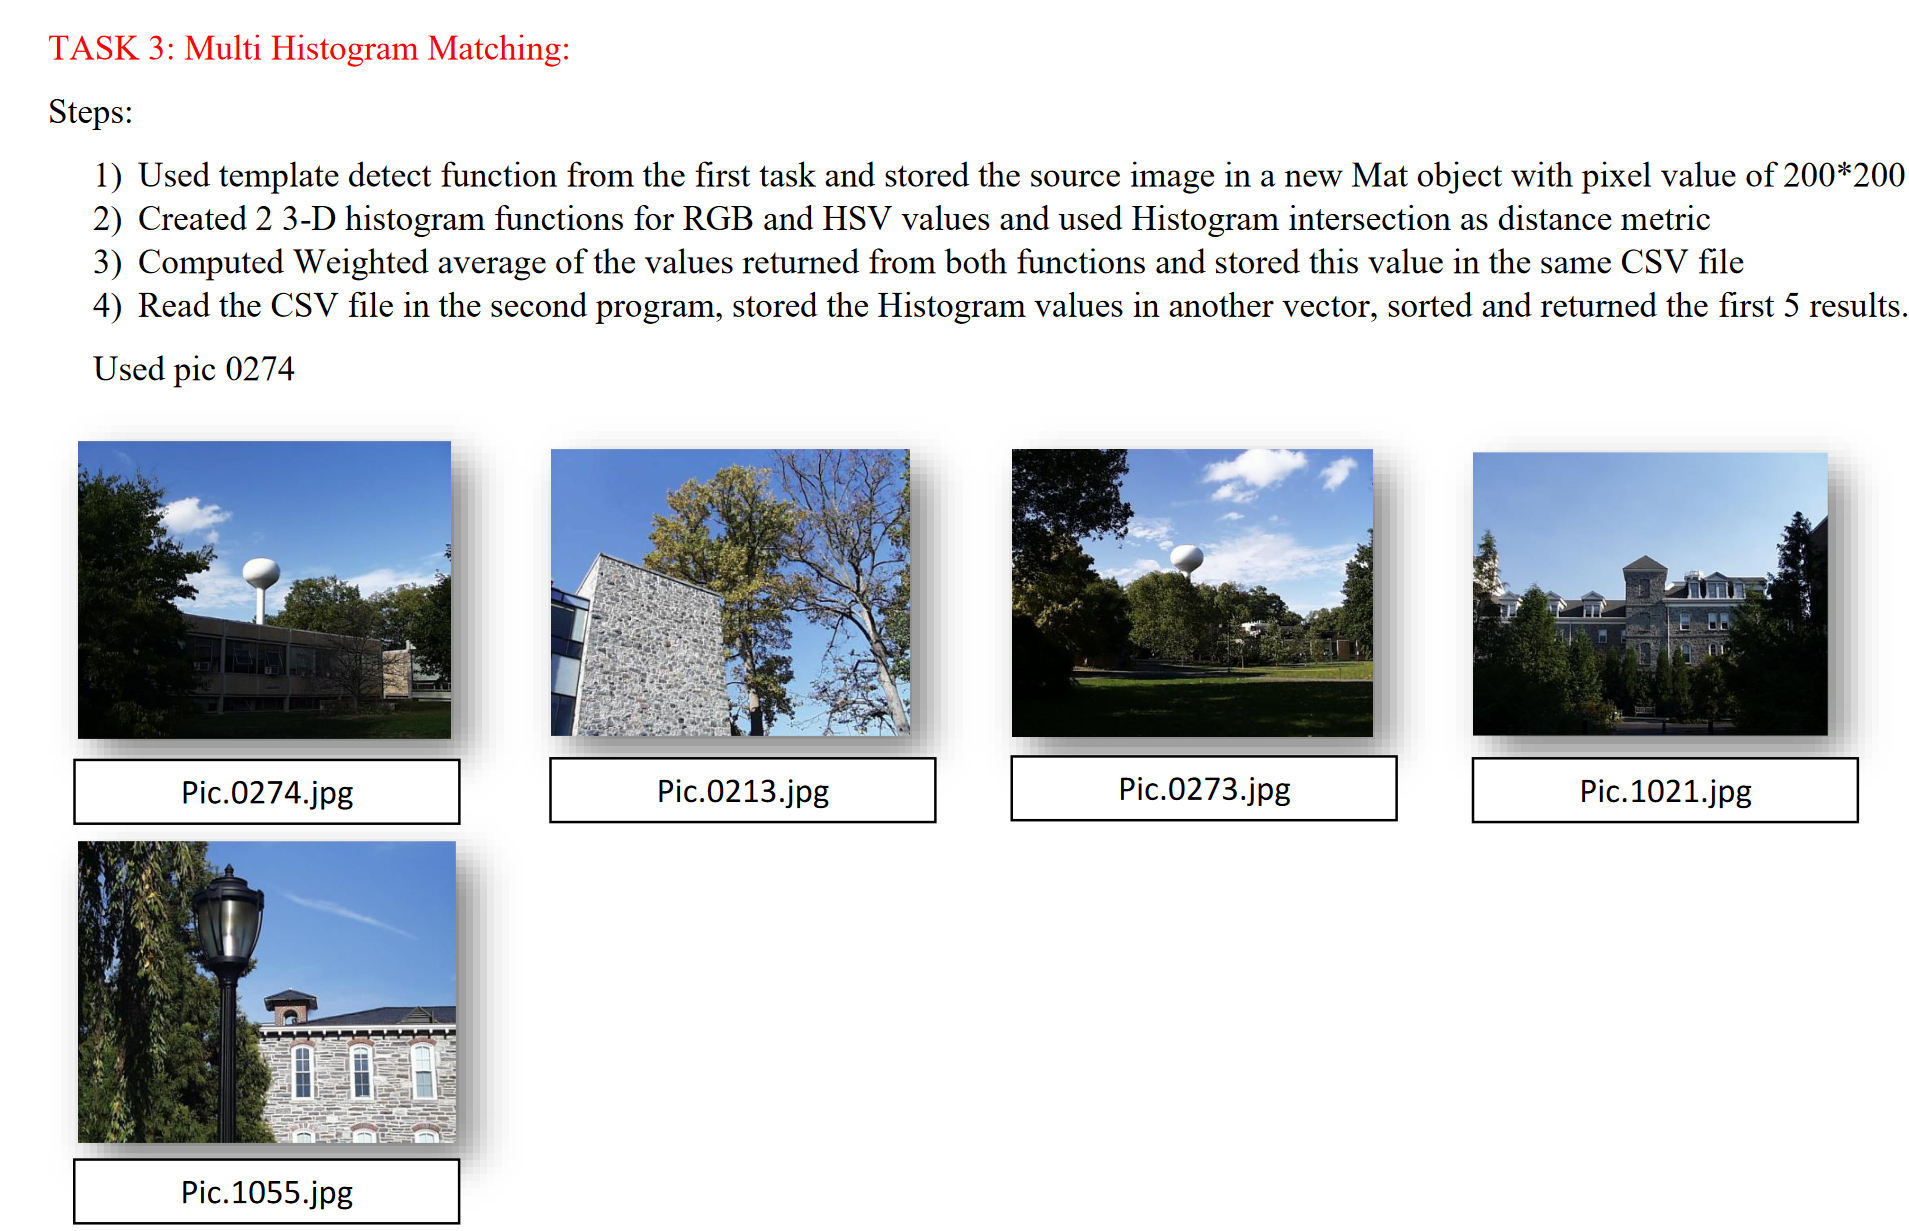 TASK 3: Multi Histogram Matching:
Steps:
1) Used template detect function from the first task and stored the source image in a new Mat object with pixel value of 200*200
2) Created 2 3-D histogram functions for RGB and HSV values and used Histogram intersection as distance metric
3) Computed Weighted average of the values returned from both functions and stored this value in the same CSV file
4) Read the CSV file in the second program, stored the Histogram values in another vector, sorted and returned the first 5 results.
Used pic 0274
Pic.0274.jpg
Pic.0213.jpg
Pic.0273.jpg
Pic.1021.jpg
Pic.1055.jpg